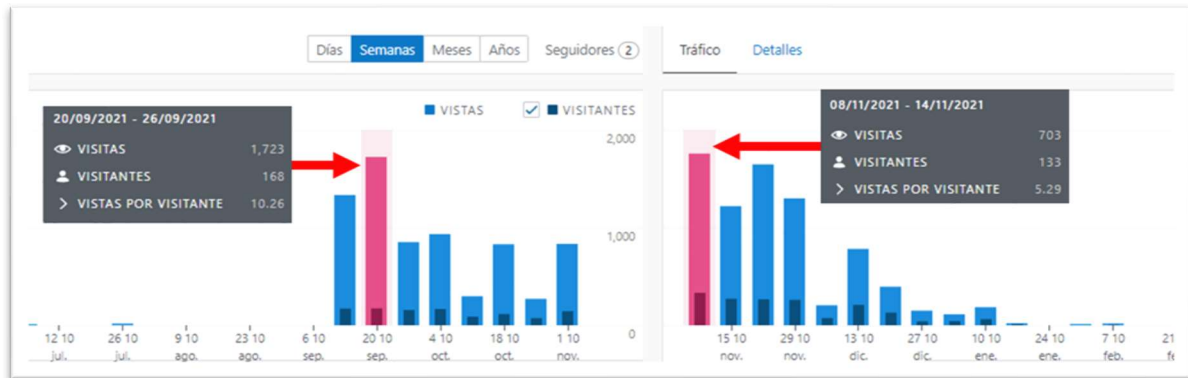 Días Semanas Meses Años Seguidores 2
Tráfico Detalles
VISTAS VISITANTES
20/09/2021 - 26/09/2021
VISITAS 1,723
VISITANTES 168
VISTAS POR VISITANTE 10.26
2,000
1,000
0
12 10 26 10 9 10 23 10 6 10 20 10 4 10 18 10 1 10
jul. jul. ago. ago. sep. sep. oct. oct. nov.
08/11/2021 - 14/11/2021
VISITAS 703
VISITANTES 133
VISTAS POR VISITANTE 5.29
15 10 29 10 13 10 27 10 10 10 24 10 7 10 21
nov. nov. dic. dic. ene. ene. feb. fe